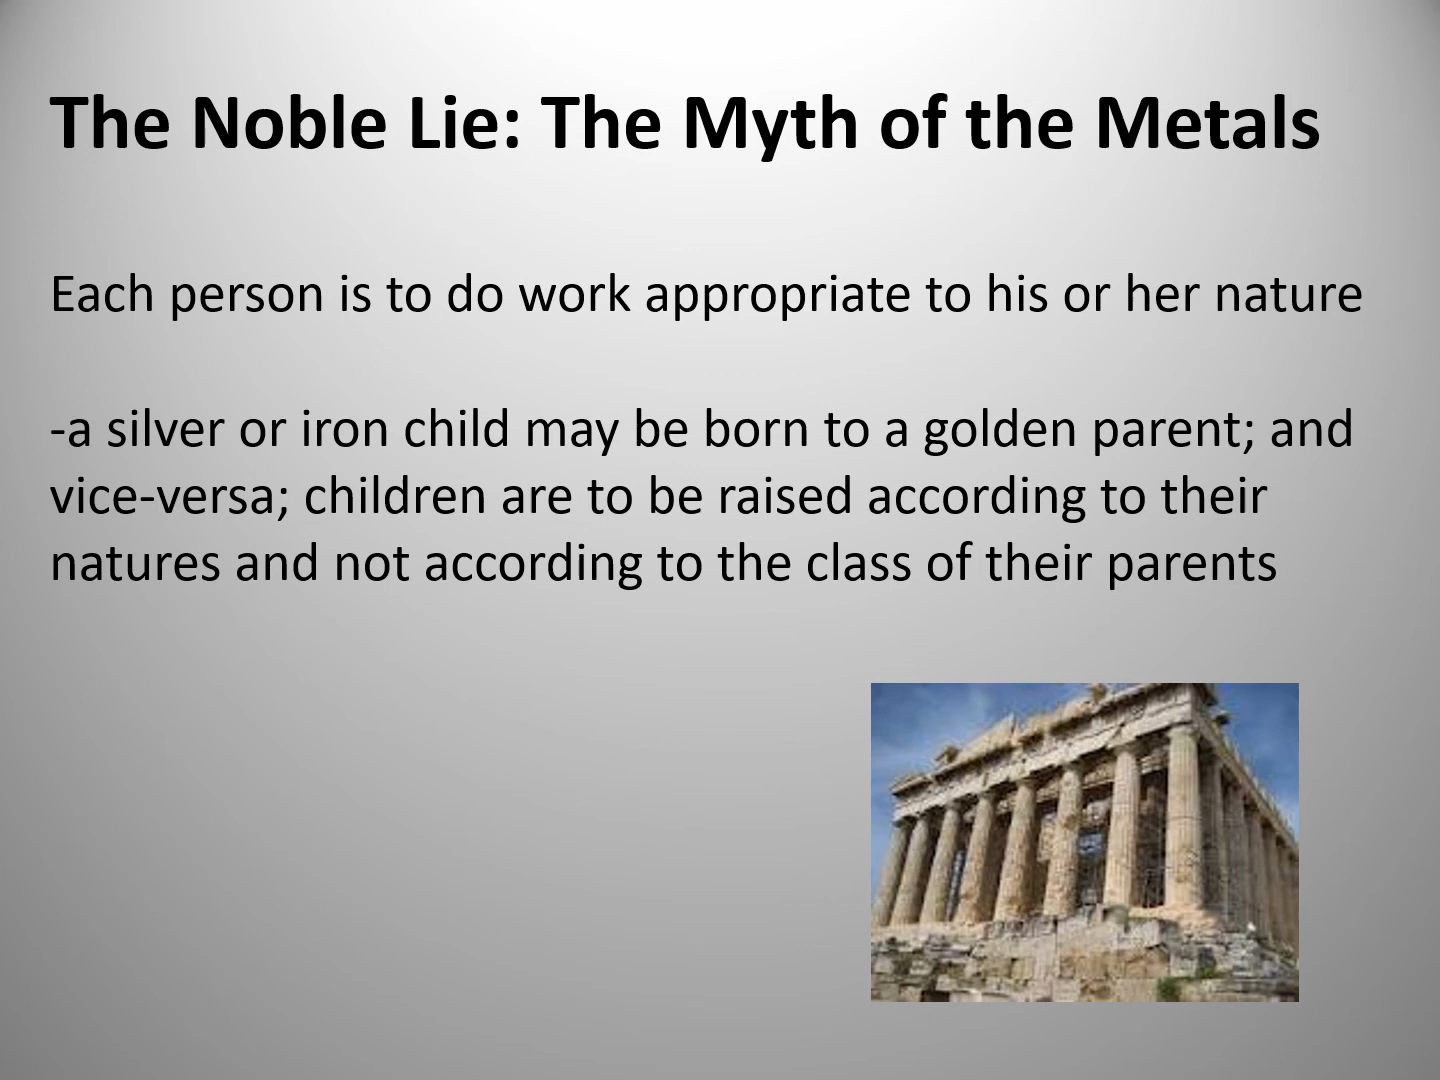 The Noble Lie: The Myth of the Metals
Each person is to do work appropriate to his or her nature
-a silver or iron child may be born to a golden parent; and
vice-versa; children are to be raised according to their
natures and not according to the class of their parents